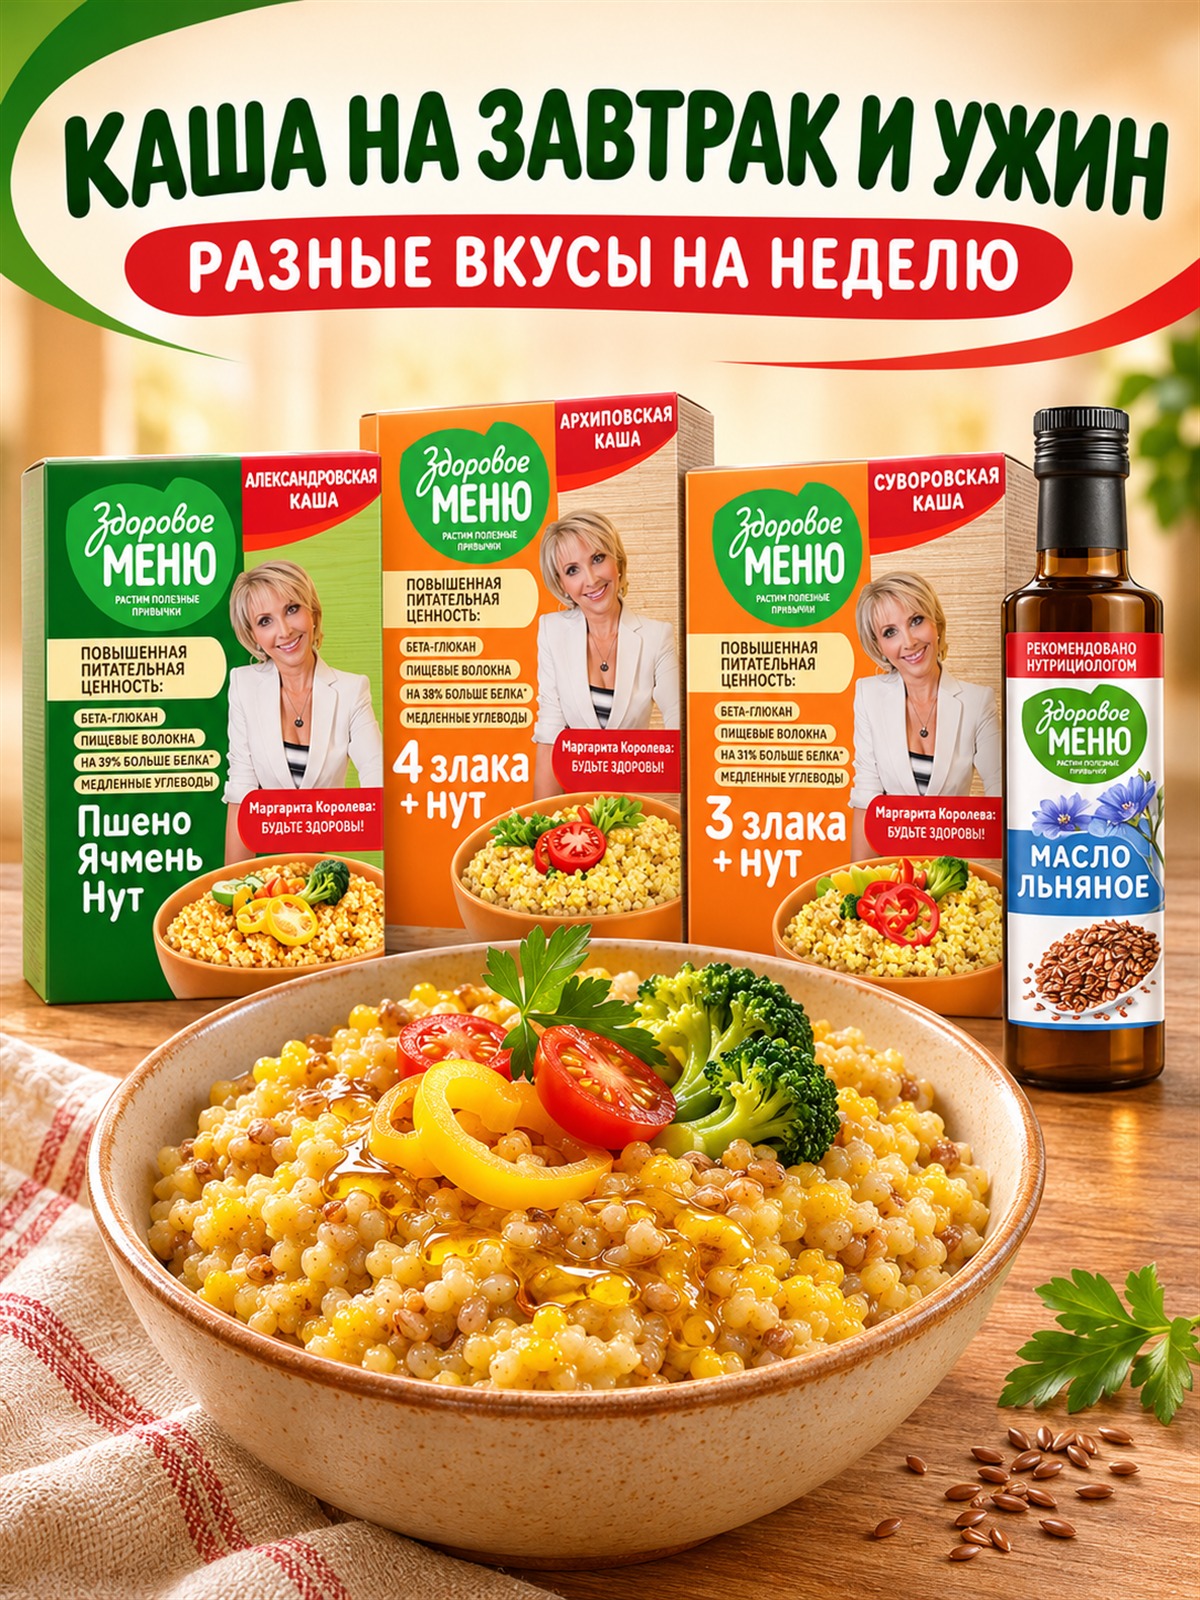 КАША НА ЗАВТРАК И УЖИН
РАЗНЫЕ ВКУСЫ НА НЕДЕЛЮ
АЛЕКСАНДРОВСКАЯ
КАША
Здоровое
МЕНЮ
РАСТИМ ПОЛЕЗНЫЕ
ПРИВЫЧКИ
ПОВЫШЕННАЯ
ПИТАТЕЛЬНАЯ
ЦЕННОСТЬ:
БЕТА-ГЛЮКАН
ПИЩЕВЫЕ ВОЛОКНА
НА 39% БОЛЬШЕ БЕЛКА*
МЕДЛЕННЫЕ УГЛЕВОДЫ
Пшено
Ячмень
Нут
Маргарита Королева:
БУДЬТЕ ЗДОРОВЫ!
АРХИПОВСКАЯ
КАША
Здоровое
МЕНЮ
РАСТИМ ПОЛЕЗНЫЕ
ПРИВЫЧКИ
ПОВЫШЕННАЯ
ПИТАТЕЛЬНАЯ
ЦЕННОСТЬ:
БЕТА-ГЛЮКАН
ПИЩЕВЫЕ ВОЛОКНА
НА 38% БОЛЬШЕ БЕЛКА*
МЕДЛЕННЫЕ УГЛЕВОДЫ
4 злака
+ нут
Маргарита Королева:
БУДЬТЕ ЗДОРОВЫ!
СУВОРОВСКАЯ
КАША
Здоровое
МЕНЮ
РАСТИМ ПОЛЕЗНЫЕ
ПРИВЫЧКИ
ПОВЫШЕННАЯ
ПИТАТЕЛЬНАЯ
ЦЕННОСТЬ:
БЕТА-ГЛЮКАН
ПИЩЕВЫЕ ВОЛОКНА
НА 31% БОЛЬШЕ БЕЛКА*
МЕДЛЕННЫЕ УГЛЕВОДЫ
3 злака
+ нут
Маргарита Королева:
БУДЬТЕ ЗДОРОВЫ!
РЕКОМЕНДОВАНО
НУТРИЦИОЛОГОМ
Здоровое
МЕНЮ
РАСТИМ ПОЛЕЗНЫЕ
ПРИВЫЧКИ
МАСЛО
ЛЬНЯНОЕ